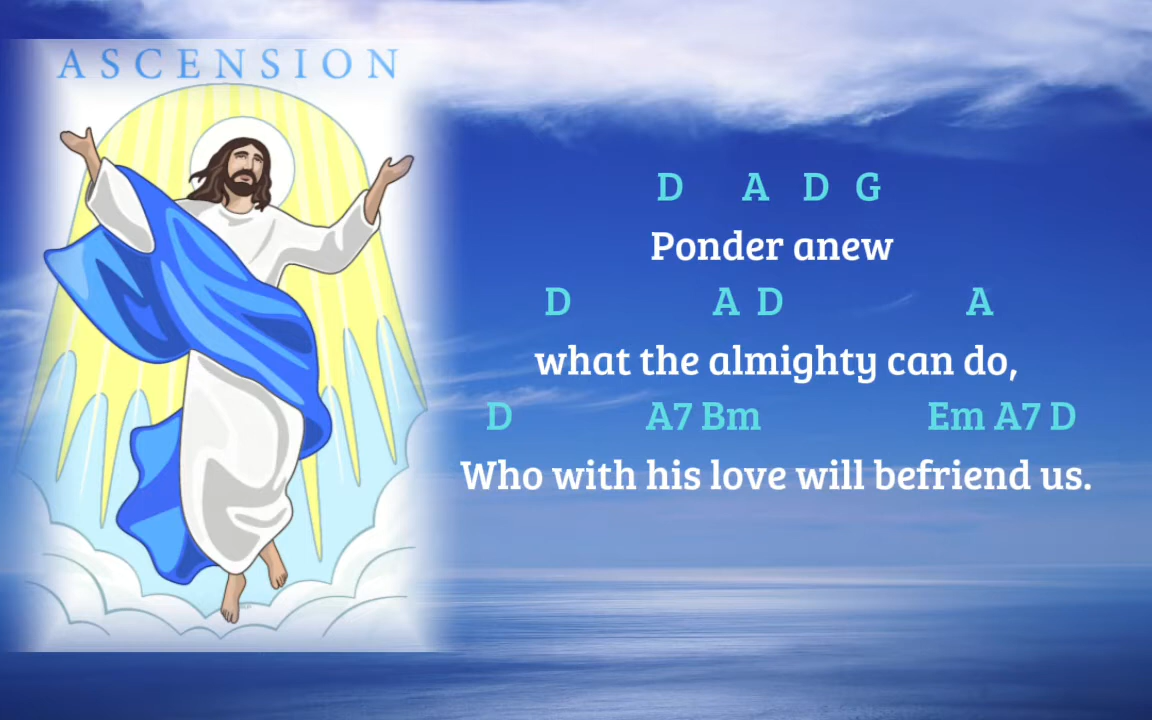 ASCENSION
D A D G
Ponder anew
D A D A
what the almighty can do,
D A7 Bm Em A7 D
Who with his love will befriend us.